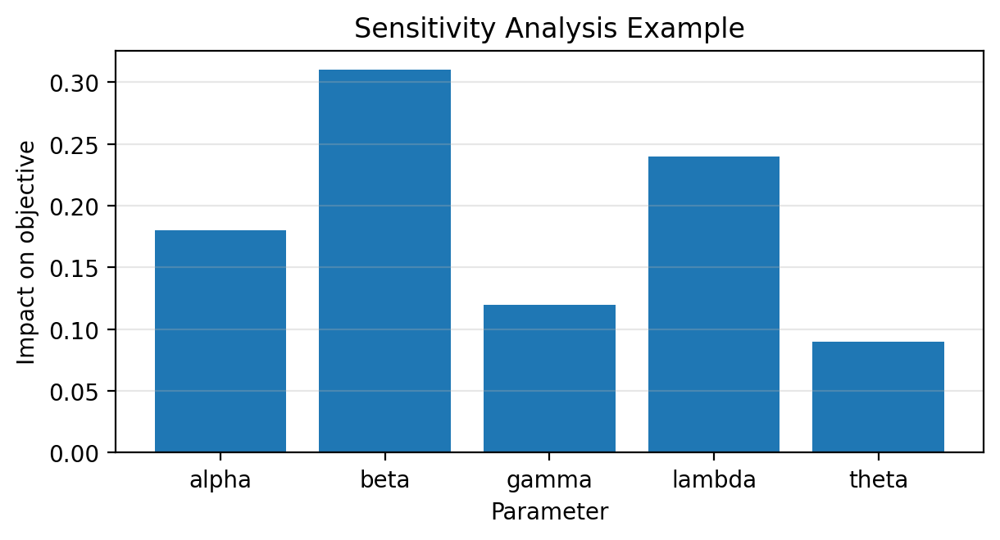 Sensitivity Analysis Example
Impact on objective
0.30
0.25
0.20
0.15
0.10
0.05
0.00
alpha beta gamma lambda theta
Parameter